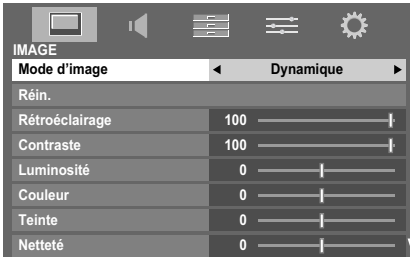 IMAGE
Mode d'image ◄ Dynamique ►
Réin.
Rétroéclairage 100
Contraste 100
Luminosité 0
Couleur 0
Teinte 0
Netteté 0